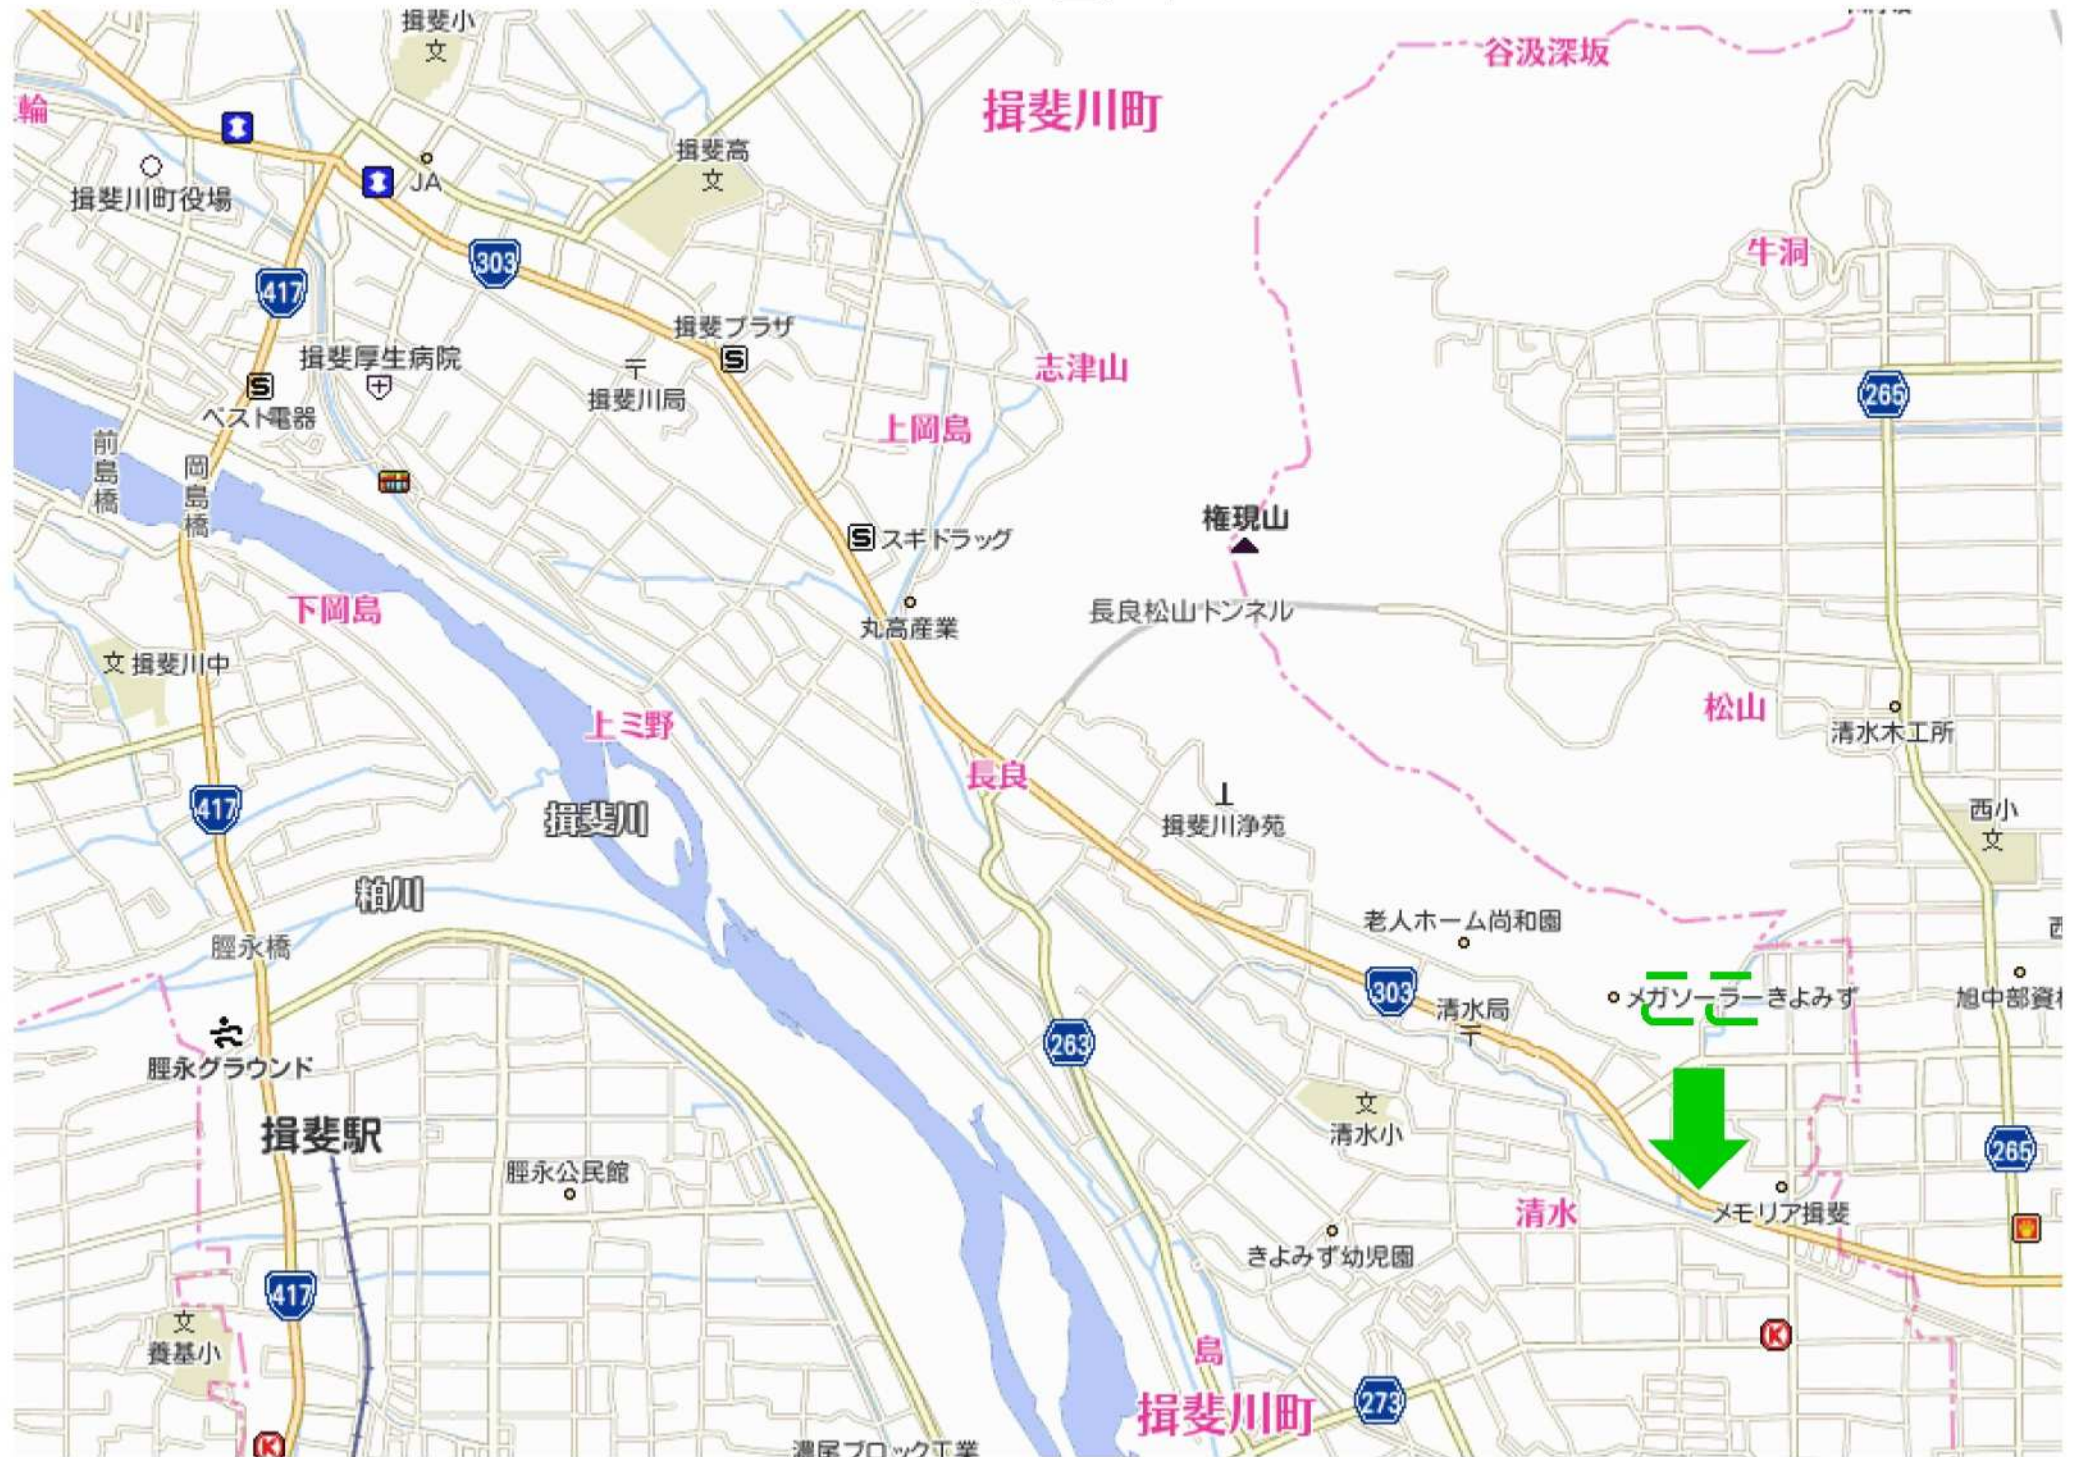 揖斐小
文
谷汲深坂
輪
揖斐川町
揖斐高
文
JA
揖斐川町役場
牛洞
303
417
揖斐プラザ
S
揖斐厚生病院
志津山
揖斐川局
S
ベスト電器
265
上岡島
前島橋
岡島橋
権現山
S スギドラッグ
下岡島
長良松山トンネル
丸高産業
文 揖斐川中
松山
上ミ野
清水木工所
長良
417
揖斐川
揖斐川浄苑
西小
文
粕川
老人ホーム尚和園
脛永橋
303
清水局
メガソーラーきよみず
旭中部資
こ こ
脛永グラウンド
263
文
清水小
揖斐駅
265
脛永公民館
清水
メモリア揖斐
きよみず幼児園
417
文
養基小
K
島
揖斐川町
273
K
濃尾ブロック工業